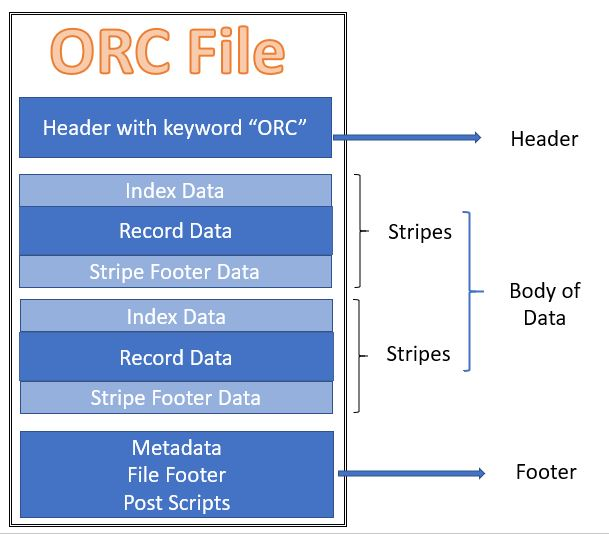 ORC File
Header with keyword “ORC”
Header
Index Data
Record Data
Stripe Footer Data
Stripes
Index Data
Record Data
Stripe Footer Data
Stripes
Body of
Data
Metadata
File Footer
Post Scripts
Footer